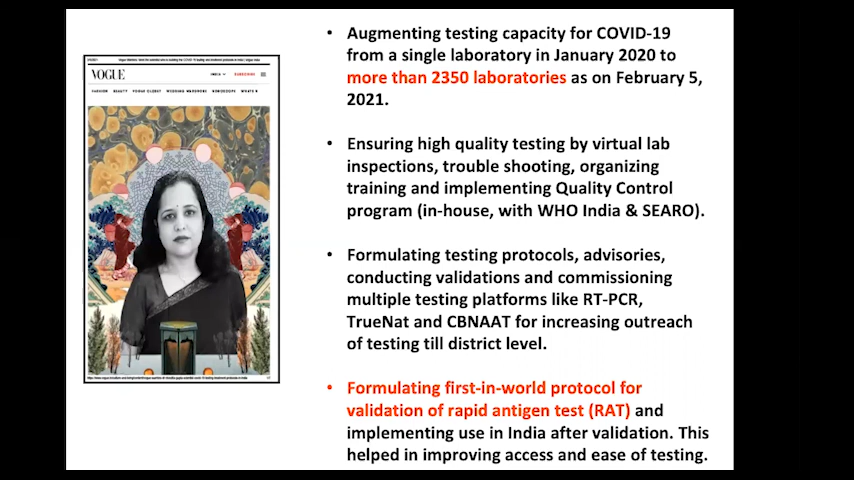 VOGUE
INDIA
SUBSCRIBE
FASHION BEAUTY VOGUE CLOSET WEDDING WARDROBE HOROSCOPE WHAT'S N
• Augmenting testing capacity for COVID-19
from a single laboratory in January 2020 to
more than 2350 laboratories as on February 5,
2021.
• Ensuring high quality testing by virtual lab
inspections, trouble shooting, organizing
training and implementing Quality Control
program (in-house, with WHO India & SEARO).
• Formulating testing protocols, advisories,
conducting validations and commissioning
multiple testing platforms like RT-PCR,
TrueNat and CBNAAT for increasing outreach
of testing till district level.
• Formulating first-in-world protocol for
validation of rapid antigen test (RAT) and
implementing use in India after validation. This
helped in improving access and ease of testing.